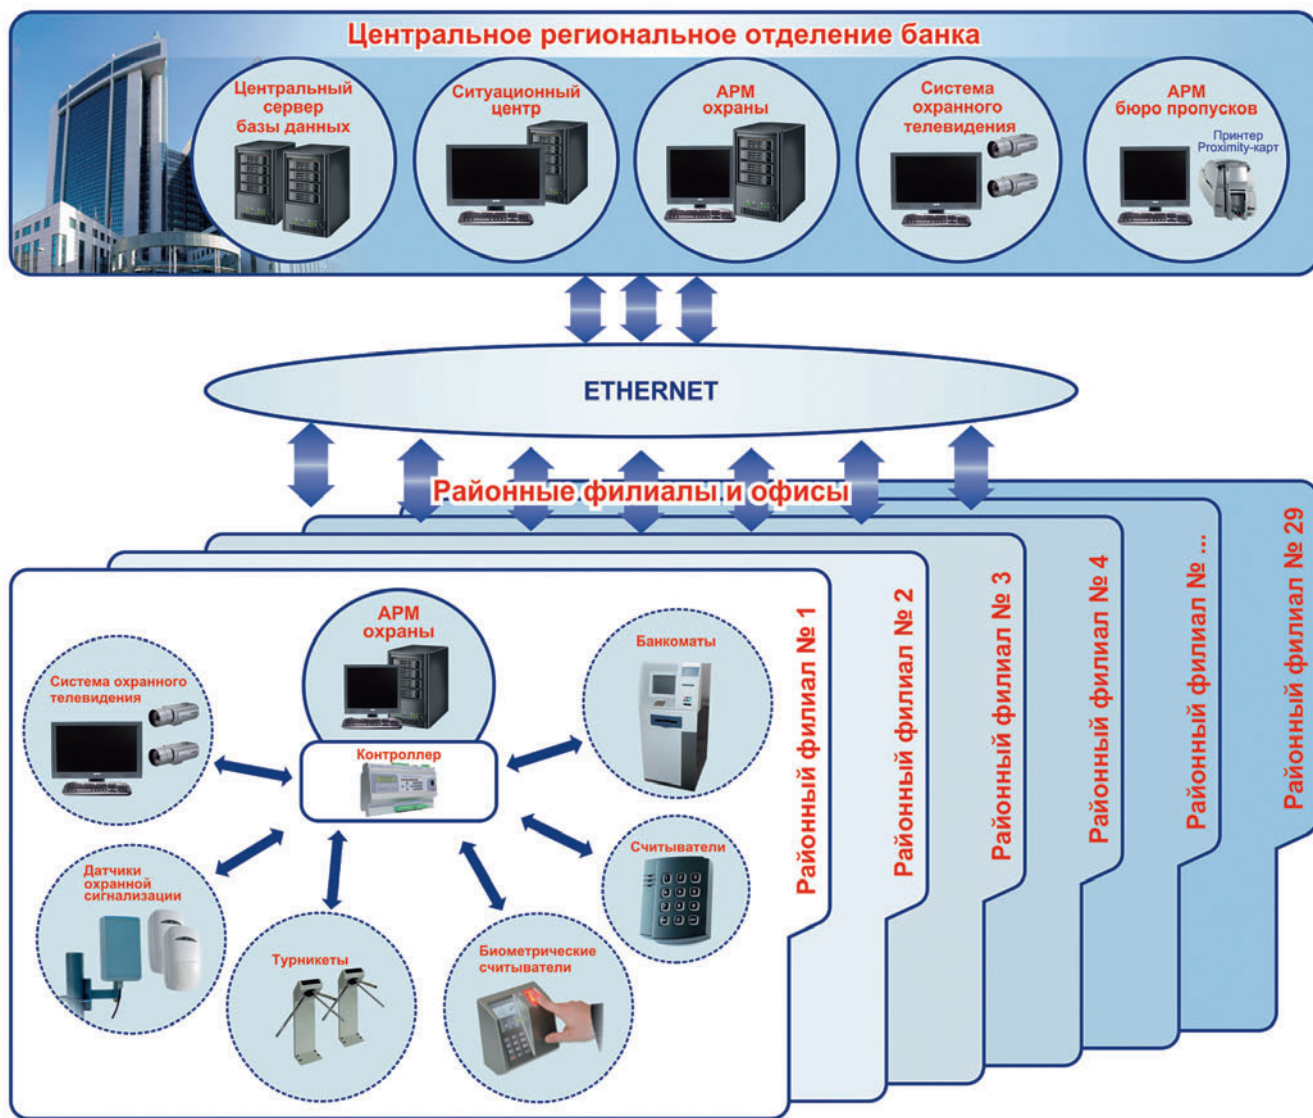 Центральное региональное отделение банка
Центральный
сервер
базы данных
Ситуационный
центр
АРМ
охраны
Система
охранного
телевидения
АРМ
бюро пропусков
Принтер
Proximity-карт
ETHERNET
Районные филиалы и офисы
Районный филиал № 1
Районный филиал № 2
Районный филиал № 3
Районный филиал № 4
Районный филиал № ...
Районный филиал № 29
АРМ
охраны
Контроллер
Система охранного
телевидения
Банкоматы
Считыватели
Датчики
охранной
сигнализации
Турникеты
Биометрические
считыватели